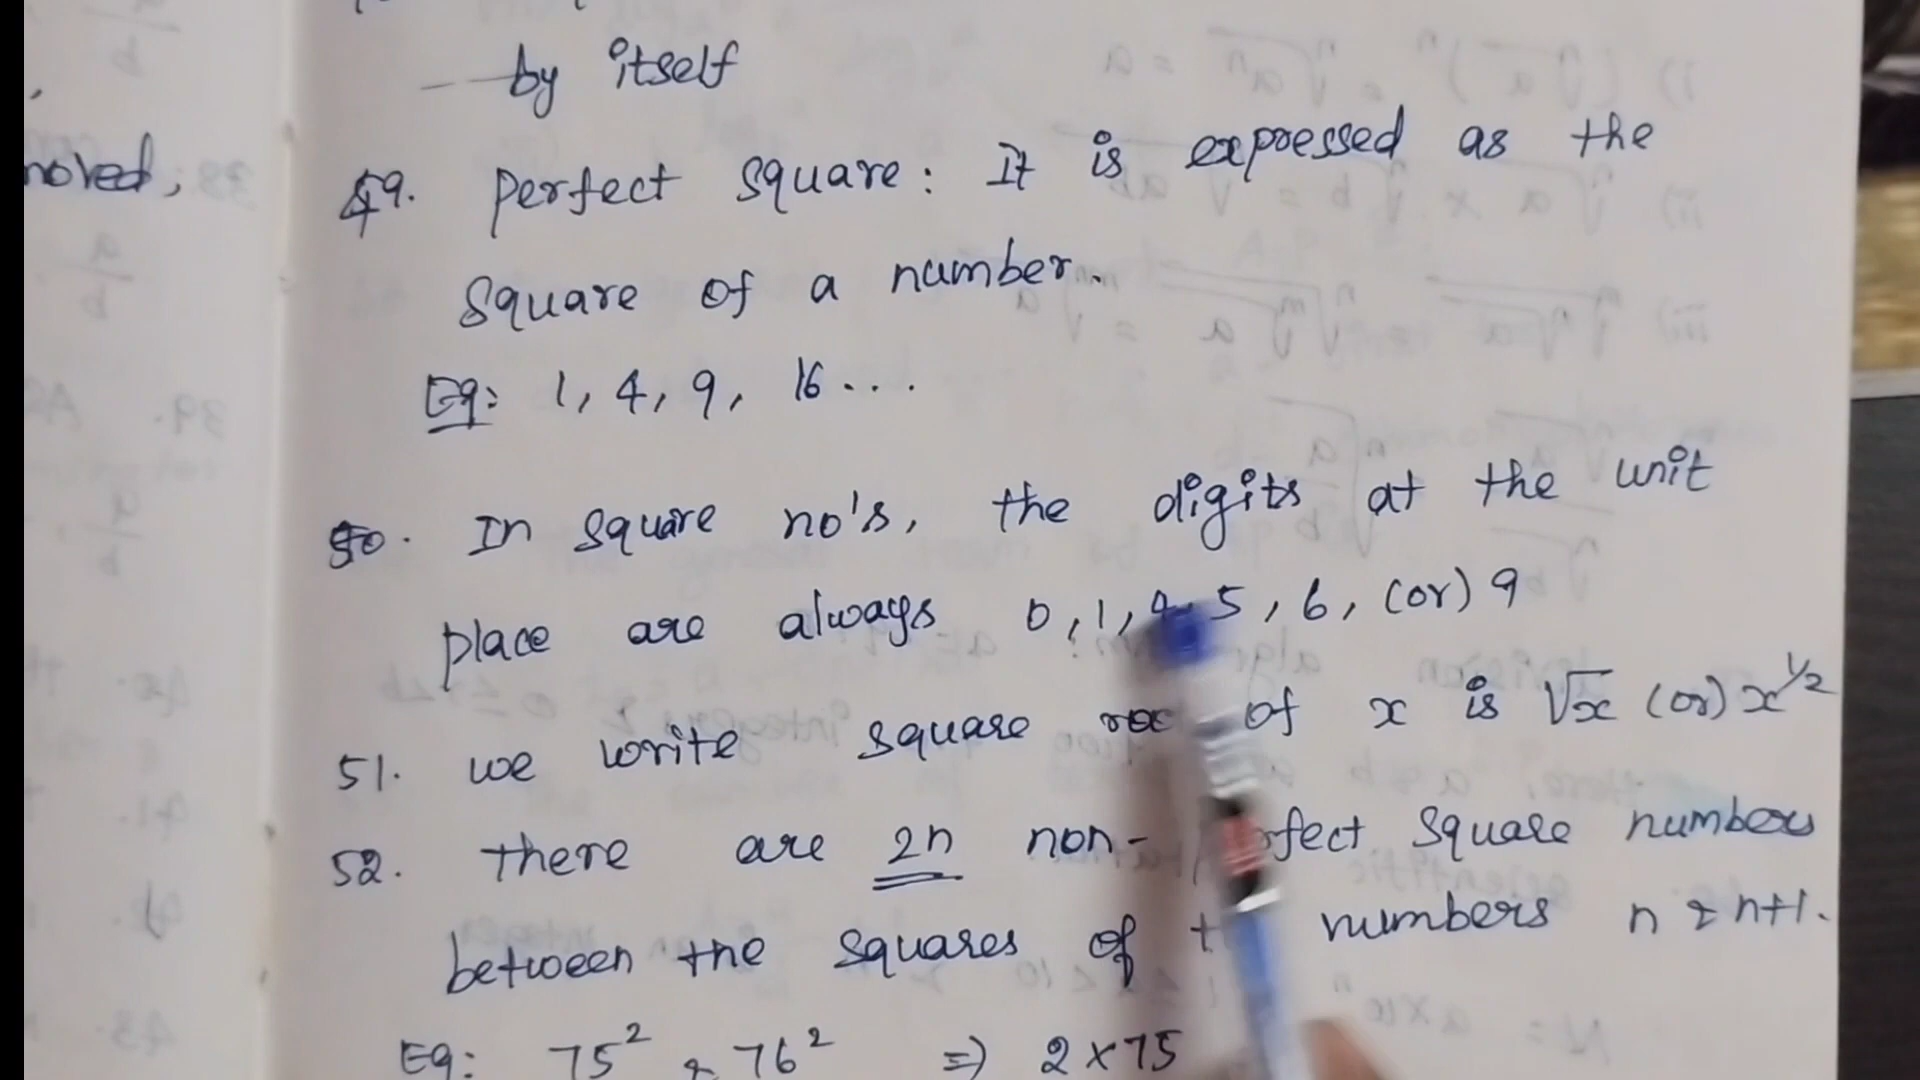 by itself
noved,
49. Perfect square: It is expressed as the
square of a number.
Eg: 1, 4, 9, 16...
50. In square no's, the digits at the unit
place are always 0, 1, 4, 5, 6, (or) 9
51. we write square of x is √x (or) x^1/2
52. there are 2n non- square numbers
between the squares of numbers n & n+1.
Eg: 75² & 76² => 2×75